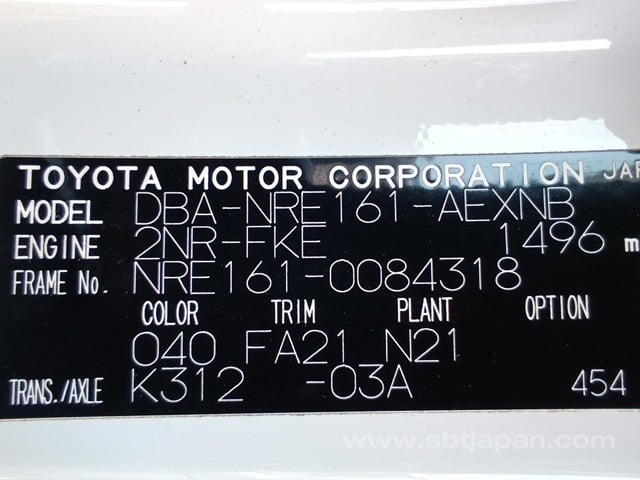 TOYOTA MOTOR CORPORATION JAP
MODEL DBA-NRE161-AEXNB
ENGINE 2NR-FKE 1496 m
FRAME No. NRE161-0084318
COLOR TRIM PLANT OPTION
040 FA21 N21
TRANS./AXLE K312 -03A 454
www.sbtjapan.com